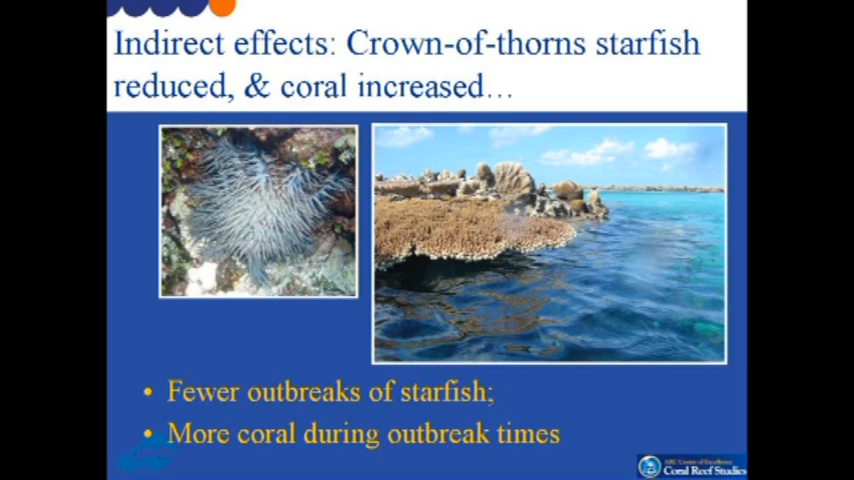 Indirect effects: Crown-of-thorns starfish
reduced, & coral increased…
• Fewer outbreaks of starfish;
• More coral during outbreak times
ARC Centre of Excellence
Coral Reef Studies